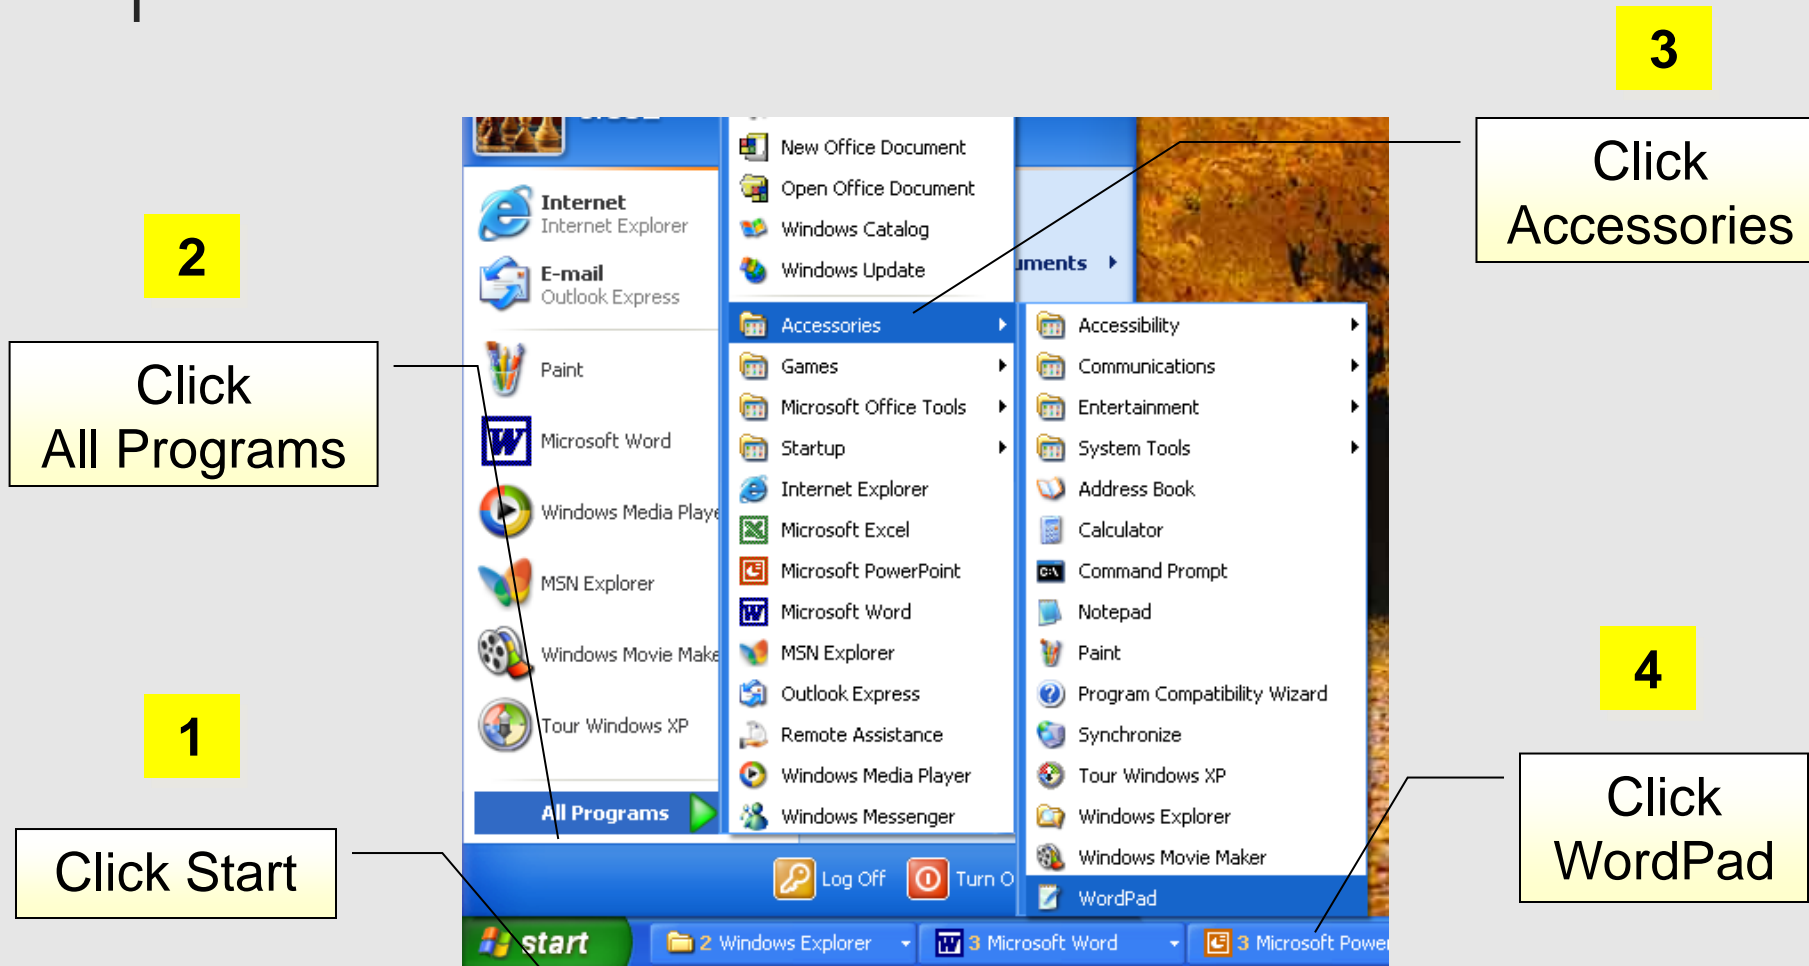 3
Click
Accessories
2
Click
All Programs
1
Click Start
4
Click
WordPad
Internet
Internet Explorer
E-mail
Outlook Express
Paint
Microsoft Word
Windows Media Playe
MSN Explorer
Windows Movie Make
Tour Windows XP
All Programs
New Office Document
Open Office Document
Windows Catalog
Windows Update
Accessories
Games
Microsoft Office Tools
Startup
Internet Explorer
Microsoft Excel
Microsoft PowerPoint
Microsoft Word
MSN Explorer
Outlook Express
Remote Assistance
Windows Media Player
Windows Messenger
uments
Accessibility
Communications
Entertainment
System Tools
Address Book
Calculator
Command Prompt
Notepad
Paint
Program Compatibility Wizard
Synchronize
Tour Windows XP
Windows Explorer
Windows Movie Maker
WordPad
Log Off
Turn O
start
2 Windows Explorer
3 Microsoft Word
3 Microsoft Power